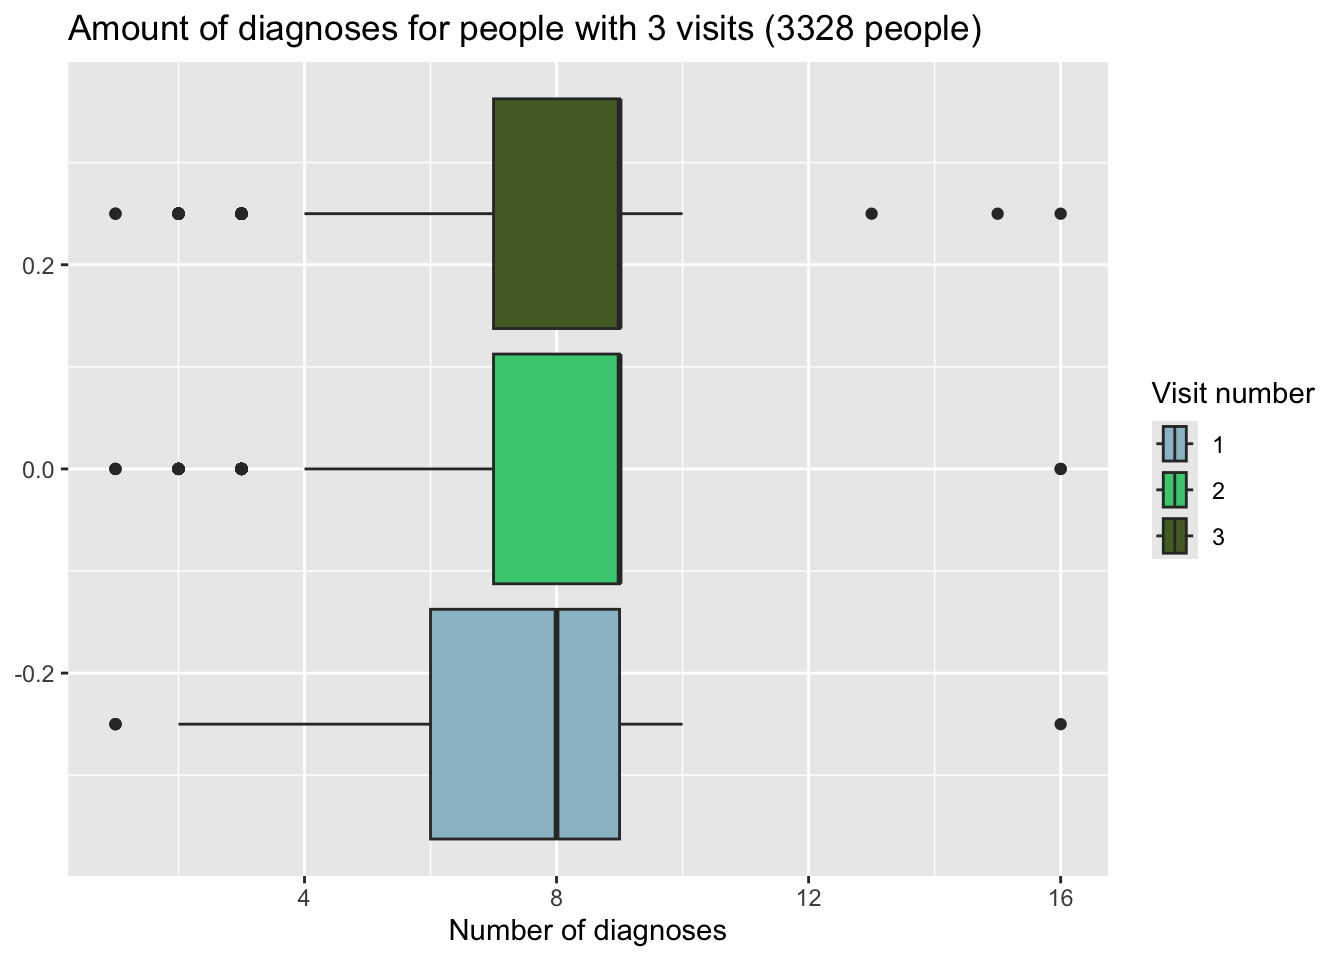 Amount of diagnoses for people with 3 visits (3328 people)
0.2
0.0
-0.2
4 8 12 16
Number of diagnoses
Visit number
1
2
3